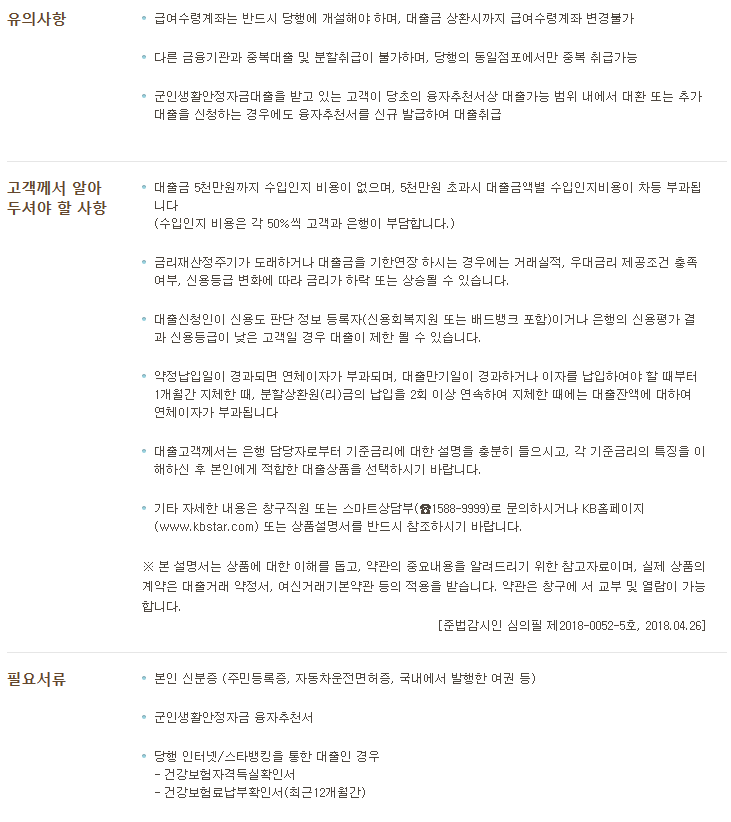 유의사항
• 급여수령계좌는 반드시 당행에 개설해야 하며, 대출금 상환시까지 급여수령계좌 변경불가
• 다른 금융기관과 중복대출 및 분할취급이 불가하며, 당행의 동일점포에서만 중복 취급가능
• 군인생활안정자금대출을 받고 있는 고객이 당초의 융자추천서상 대출가능 범위 내에서 대환 또는 추가
대출을 신청하는 경우에도 융자추천서를 신규 발급하여 대출취급
고객께서 알아
두셔야 할 사항
• 대출금 5천만원까지 수입인지 비용이 없으며, 5천만원 초과시 대출금액별 수입인지비용이 차등 부과됩
니다
(수입인지 비용은 각 50%씩 고객과 은행이 부담합니다.)
• 금리재산정주기가 도래하거나 대출금을 기한연장 하시는 경우에는 거래실적, 우대금리 제공조건 충족
여부, 신용등급 변화에 따라 금리가 하락 또는 상승될 수 있습니다.
• 대출신청인이 신용도 판단 정보 등록자(신용회복지원 또는 배드뱅크 포함)이거나 은행의 신용평가 결
과 신용등급이 낮은 고객일 경우 대출이 제한 될 수 있습니다.
• 약정납입일이 경과되면 연체이자가 부과되며, 대출만기일이 경과하거나 이자를 납입하여야 할 때부터
1개월간 지체한 때, 분할상환원(리)금의 납입을 2회 이상 연속하여 지체한 때에는 대출잔액에 대하여
연체이자가 부과됩니다
• 대출고객께서는 은행 담당자로부터 기준금리에 대한 설명을 충분히 들으시고, 각 기준금리의 특징을 이
해하신 후 본인에게 적합한 대출상품을 선택하시기 바랍니다.
• 기타 자세한 내용은 창구직원 또는 스마트상담부(☎1588-9999)로 문의하시거나 KB홈페이지
(www.kbstar.com) 또는 상품설명서를 반드시 참조하시기 바랍니다.
※ 본 설명서는 상품에 대한 이해를 돕고, 약관의 중요내용을 알려드리기 위한 참고자료이며, 실제 상품의
계약은 대출거래 약정서, 여신거래기본약관 등의 적용을 받습니다. 약관은 창구에 서 교부 및 열람이 가능
합니다.
[준법감시인 심의필 제2018-0052-5호, 2018.04.26]
필요서류
• 본인 신분증 (주민등록증, 자동차운전면허증, 국내에서 발행한 여권 등)
• 군인생활안정자금 융자추천서
• 당행 인터넷/스타뱅킹을 통한 대출인 경우
- 건강보험자격득실확인서
- 건강보험료납부확인서(최근12개월간)